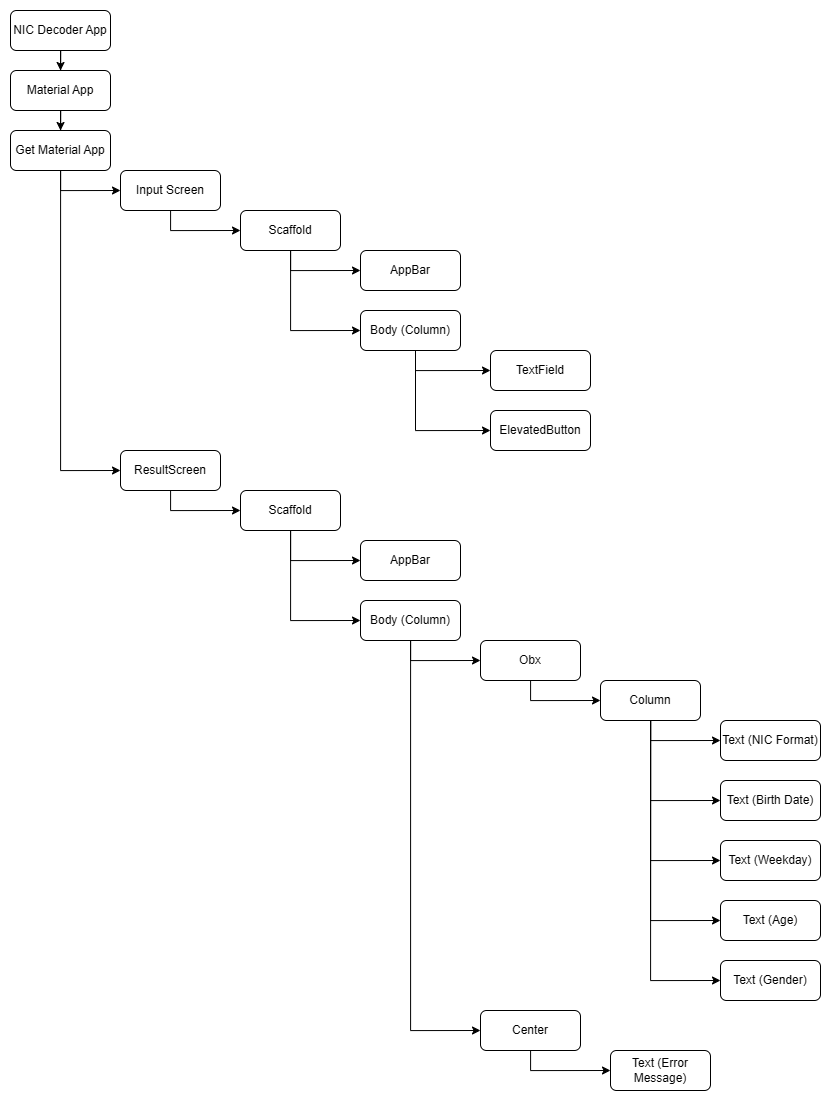 NIC Decoder App
Material App
Get Material App
Input Screen
Scaffold
AppBar
Body (Column)
TextField
ElevatedButton
ResultScreen
Scaffold
AppBar
Body (Column)
Obx
Column
Text (NIC Format)
Text (Birth Date)
Text (Weekday)
Text (Age)
Text (Gender)
Center
Text (Error
Message)